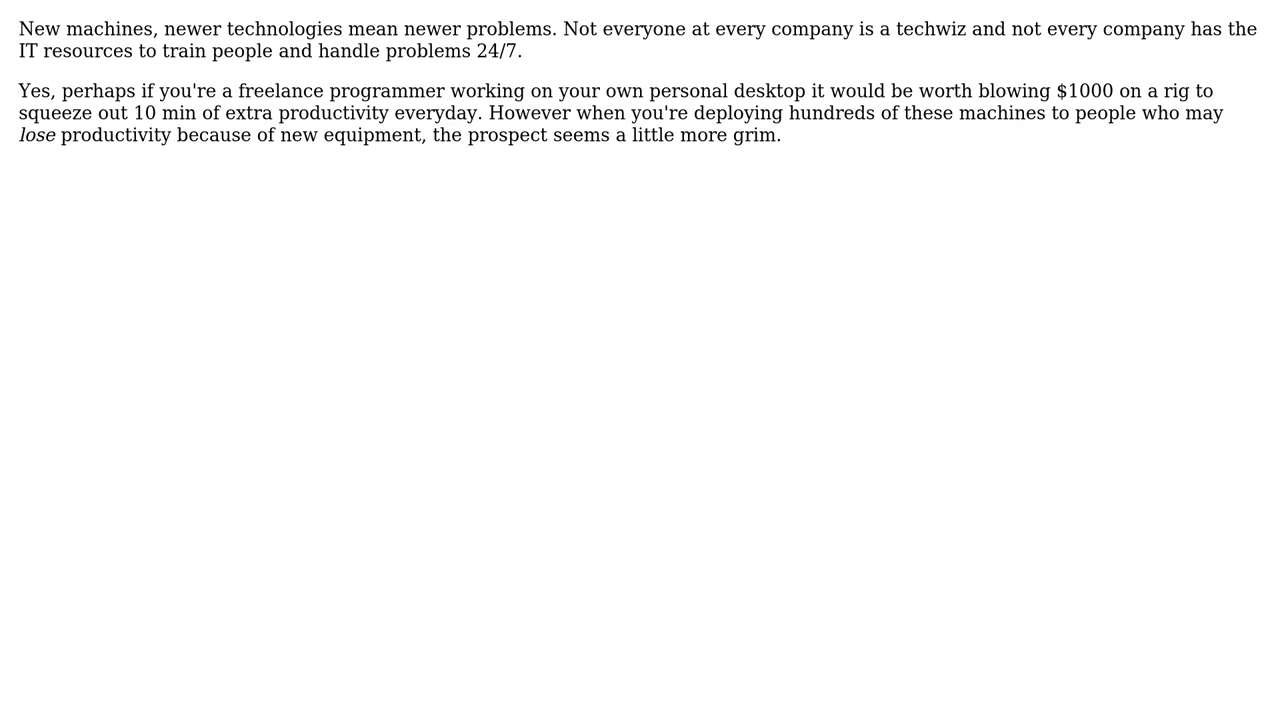 New machines, newer technologies mean newer problems. Not everyone at every company is a techwiz and not every company has the
IT resources to train people and handle problems 24/7.
Yes, perhaps if you're a freelance programmer working on your own personal desktop it would be worth blowing $1000 on a rig to
squeeze out 10 min of extra productivity everyday. However when you're deploying hundreds of these machines to people who may
lose productivity because of new equipment, the prospect seems a little more grim.